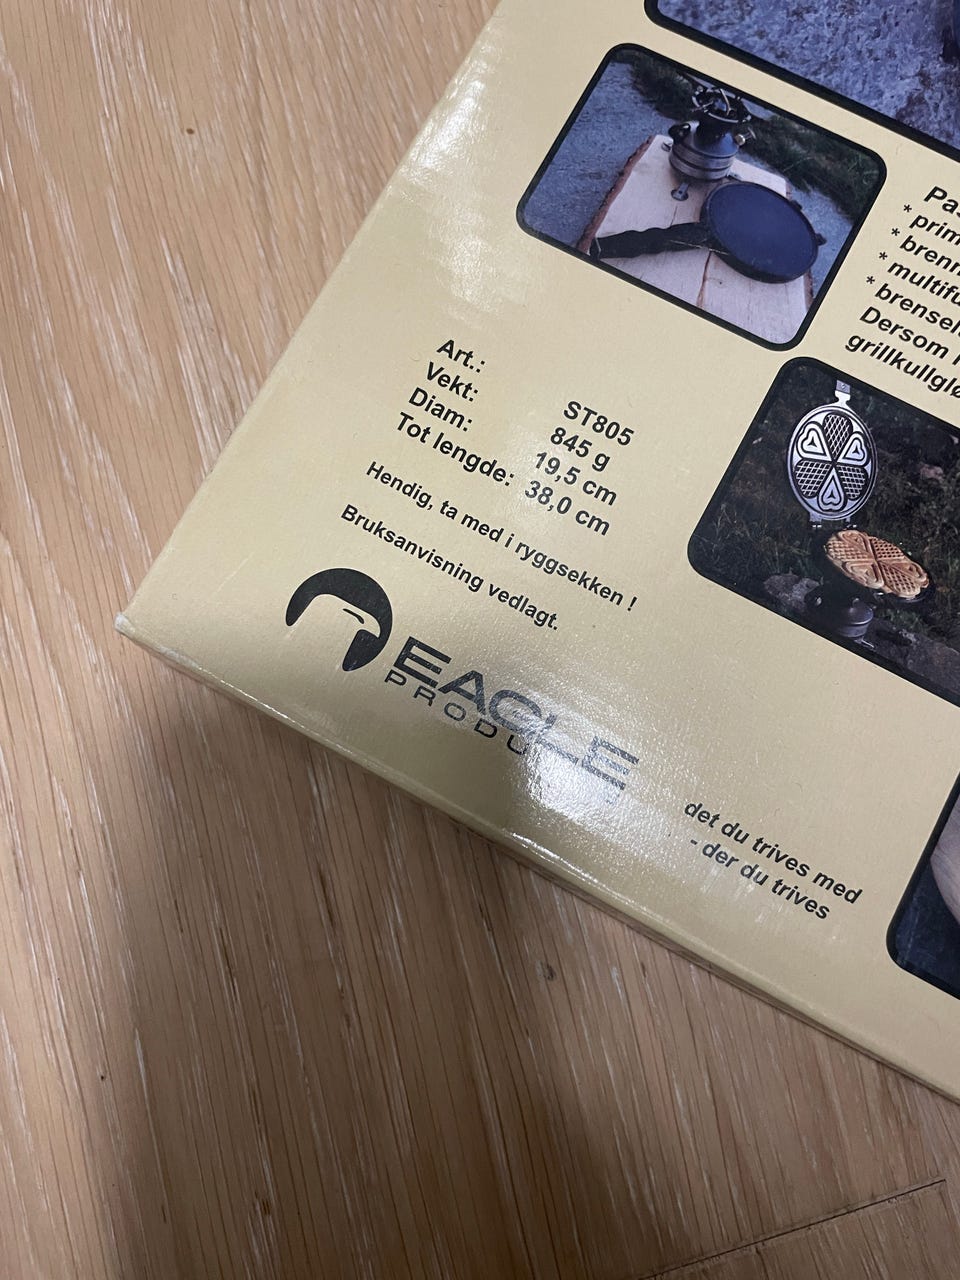 * 
Art.: ST805
Vekt: 845 g
Diam: 19,5 cm
Tot lengde: 38,0 cm
Hendig, ta med i ryggsekken !
Bruksanvisning vedlagt.
EAGLE
det du trives med
- der du trives
Dersom